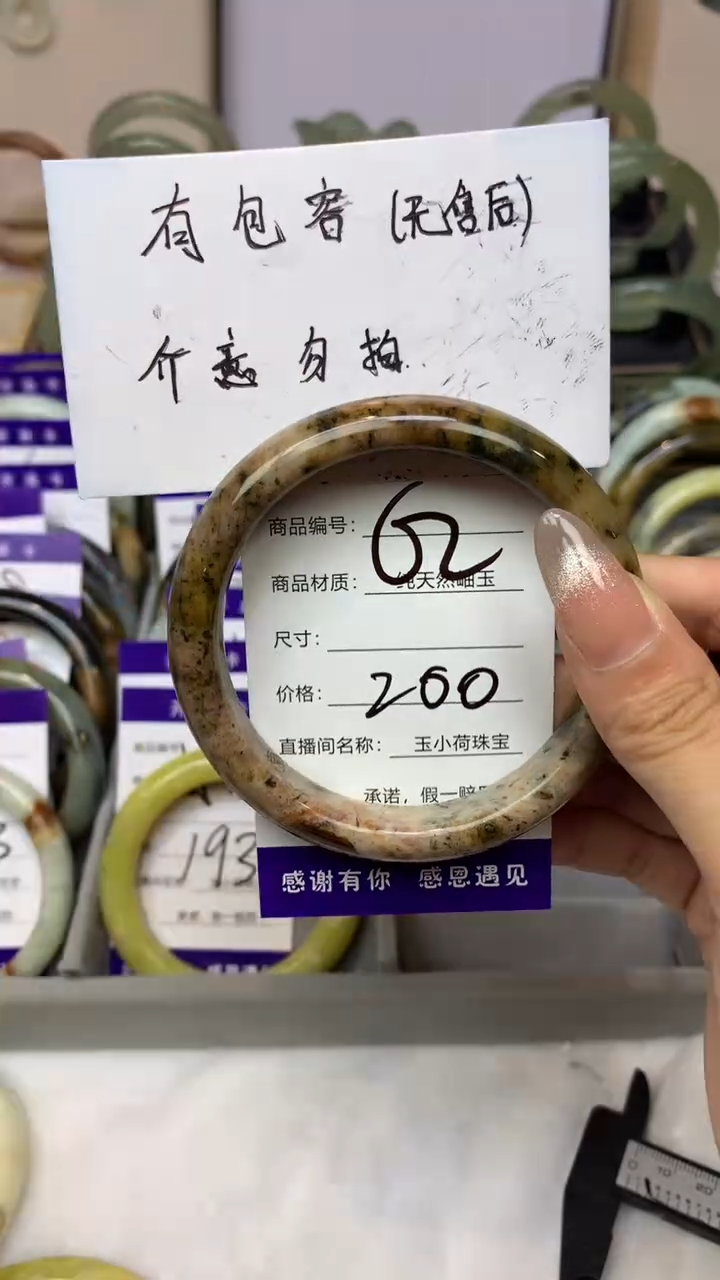 有包容(无售后)
介意勿拍
商品编号: 62
商品材质: 纯天然岫玉
尺寸:
价格: 200
直播间名称: 玉小荷珠宝
承诺，假一赔
感谢有你 感恩遇见
193